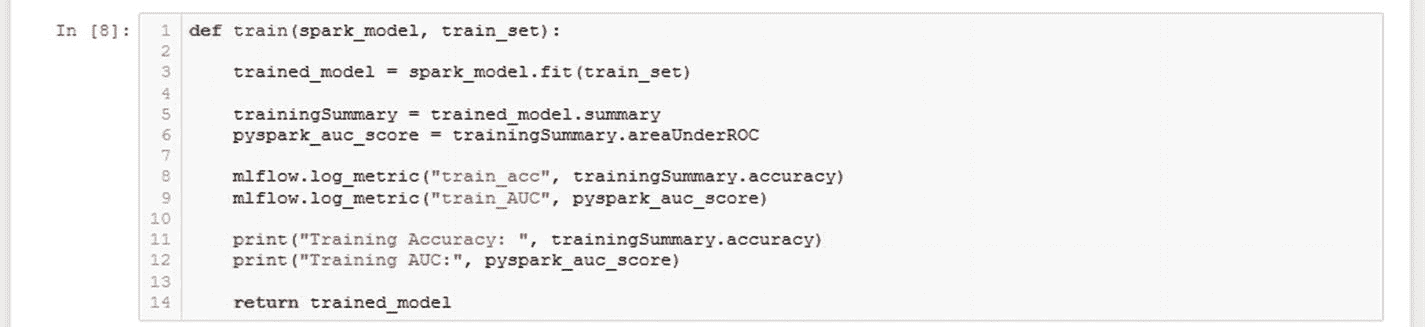 In [8]:
1 def train(spark_model, train_set):
2
3     trained_model = spark_model.fit(train_set)
4
5     trainingSummary = trained_model.summary
6     pyspark_auc_score = trainingSummary.areaUnderROC
7
8     mlflow.log_metric("train_acc", trainingSummary.accuracy)
9     mlflow.log_metric("train_AUC", pyspark_auc_score)
10
11     print("Training Accuracy: ", trainingSummary.accuracy)
12     print("Training AUC:", pyspark_auc_score)
13
14     return trained_model